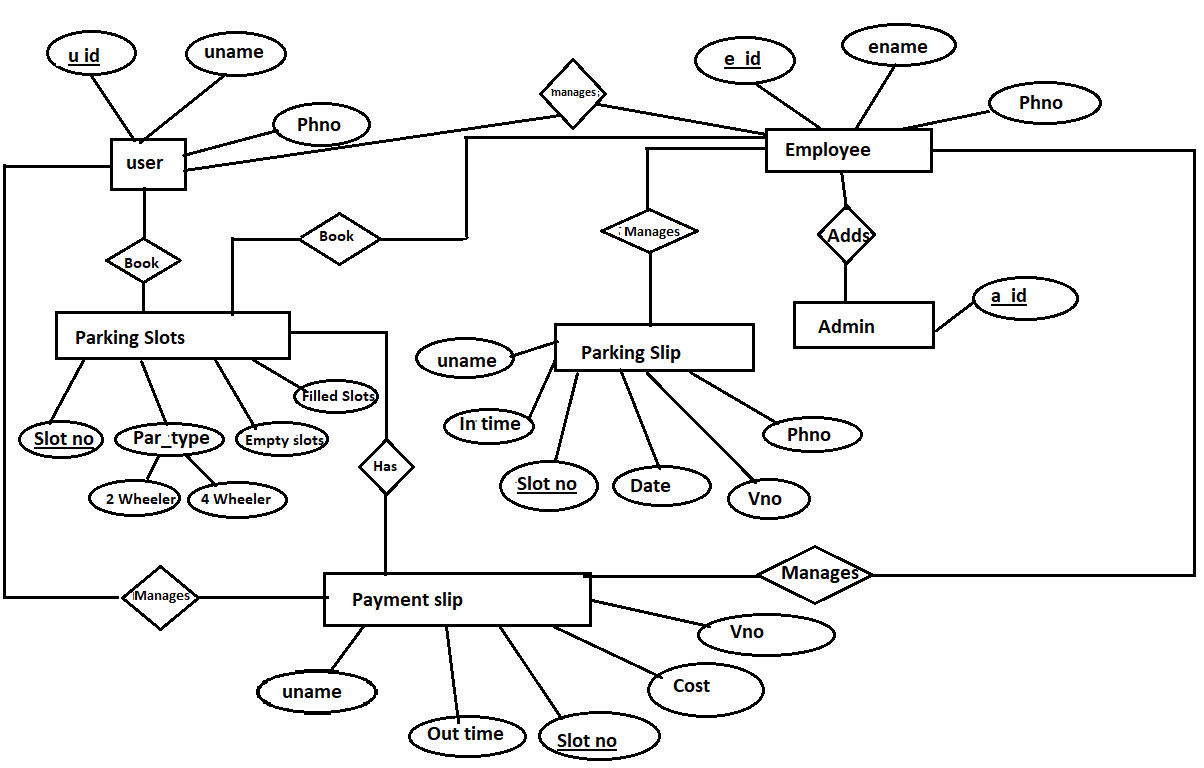 u id
uname
Phno
user
manages
e_id
ename
Phno
Employee
Book
Book
Manages
Adds
a_id
Admin
Parking Slots
Parking Slip
uname
In time
Slot no
Date
Vno
Phno
Filled Slots
Slot no
Par_type
Empty slots
2 Wheeler
4 Wheeler
Has
Manages
Payment slip
Manages
Vno
Cost
uname
Out time
Slot no